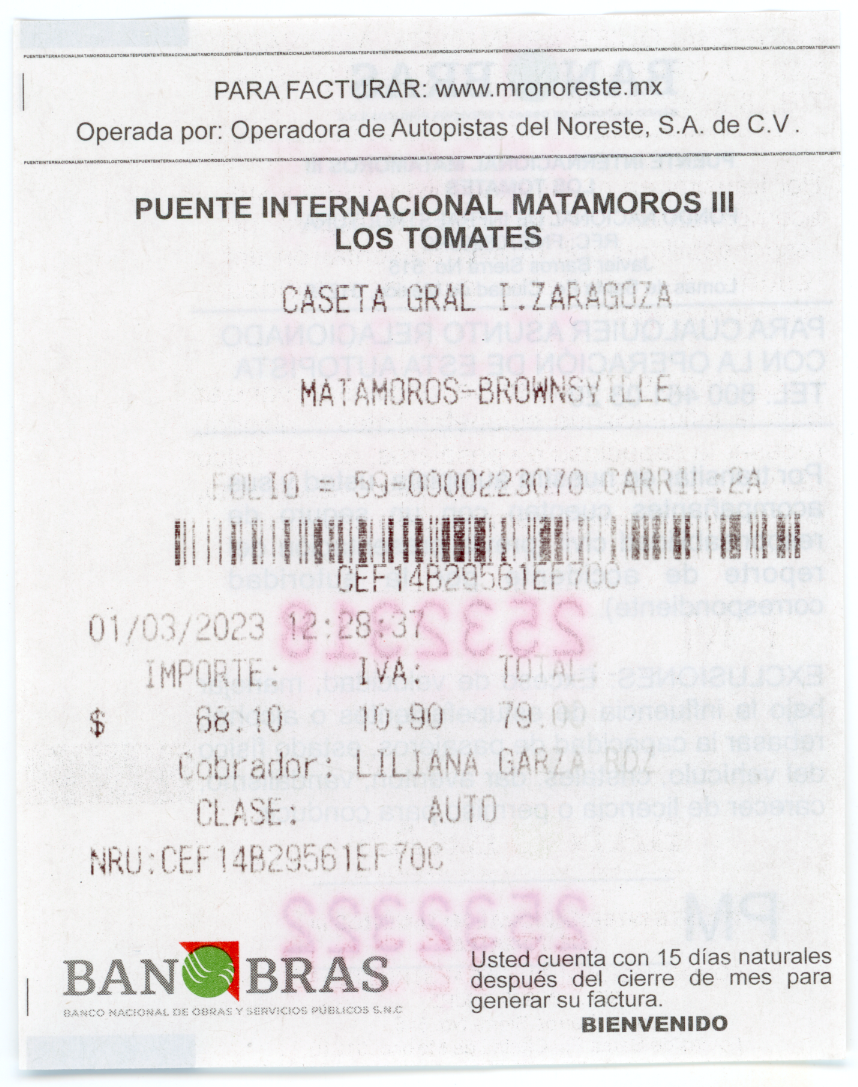 PARA FACTURAR: www.mronoreste.mx
Operada por: Operadora de Autopistas del Noreste, S.A. de C.V.
PUENTE INTERNACIONAL MATAMOROS III
LOS TOMATES
CASETA GRAL I.ZARAGOZA
MATAMOROS-BROWNSVILLE
FOLIO = 59-0000223070 CARRIL:2A
CEF14B29561EF70C
01/03/2023 12:28:37
IMPORTE: IVA: TOTAL
$ 68.10 10.90 79.00
Cobrador: LILIANA GARZA RDZ
CLASE: AUTO
NRU:CEF14B29561EF70C
BANOBRAS
BANCO NACIONAL DE OBRAS Y SERVICIOS PÚBLICOS S.N.C
Usted cuenta con 15 días naturales
después del cierre de mes para
generar su factura.
BIENVENIDO